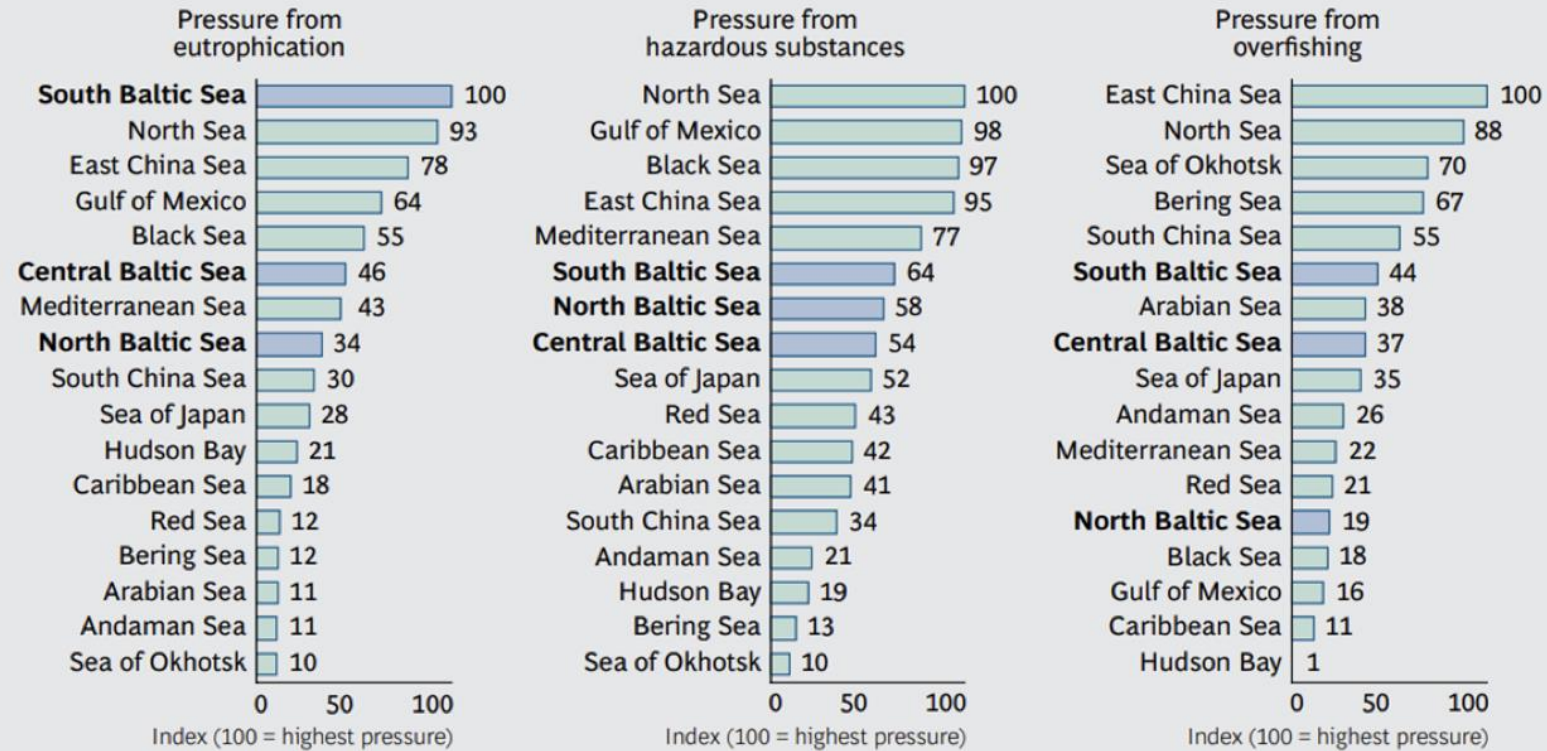 Pressure from
eutrophication
South Baltic Sea 100
North Sea 93
East China Sea 78
Gulf of Mexico 64
Black Sea 55
Central Baltic Sea 46
Mediterranean Sea 43
North Baltic Sea 34
South China Sea 30
Sea of Japan 28
Hudson Bay 21
Caribbean Sea 18
Red Sea 12
Bering Sea 12
Arabian Sea 11
Andaman Sea 11
Sea of Okhotsk 10
0 50 100
Index (100 = highest pressure)
Pressure from
hazardous substances
North Sea 100
Gulf of Mexico 98
Black Sea 97
East China Sea 95
Mediterranean Sea 77
South Baltic Sea 64
North Baltic Sea 58
Central Baltic Sea 54
Sea of Japan 52
Red Sea 43
Caribbean Sea 42
Arabian Sea 41
South China Sea 34
Andaman Sea 21
Hudson Bay 19
Bering Sea 13
Sea of Okhotsk 10
0 50 100
Index (100 = highest pressure)
Pressure from
overfishing
East China Sea 100
North Sea 88
Sea of Okhotsk 70
Bering Sea 67
South China Sea 55
South Baltic Sea 44
Arabian Sea 38
Central Baltic Sea 37
Sea of Japan 35
Andaman Sea 26
Mediterranean Sea 22
Red Sea 21
North Baltic Sea 19
Black Sea 18
Gulf of Mexico 16
Caribbean Sea 11
Hudson Bay 1
0 50 100
Index (100 = highest pressure)